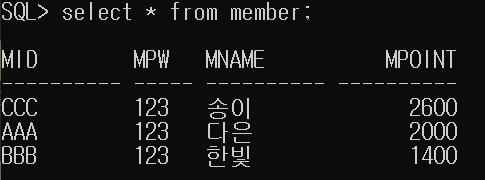 SQL> select * from member;
MID MPW MNAME MPOINT
---------- ----- ---------- ----------
CCC 123 송이 2600
AAA 123 다은 2000
BBB 123 한빛 1400